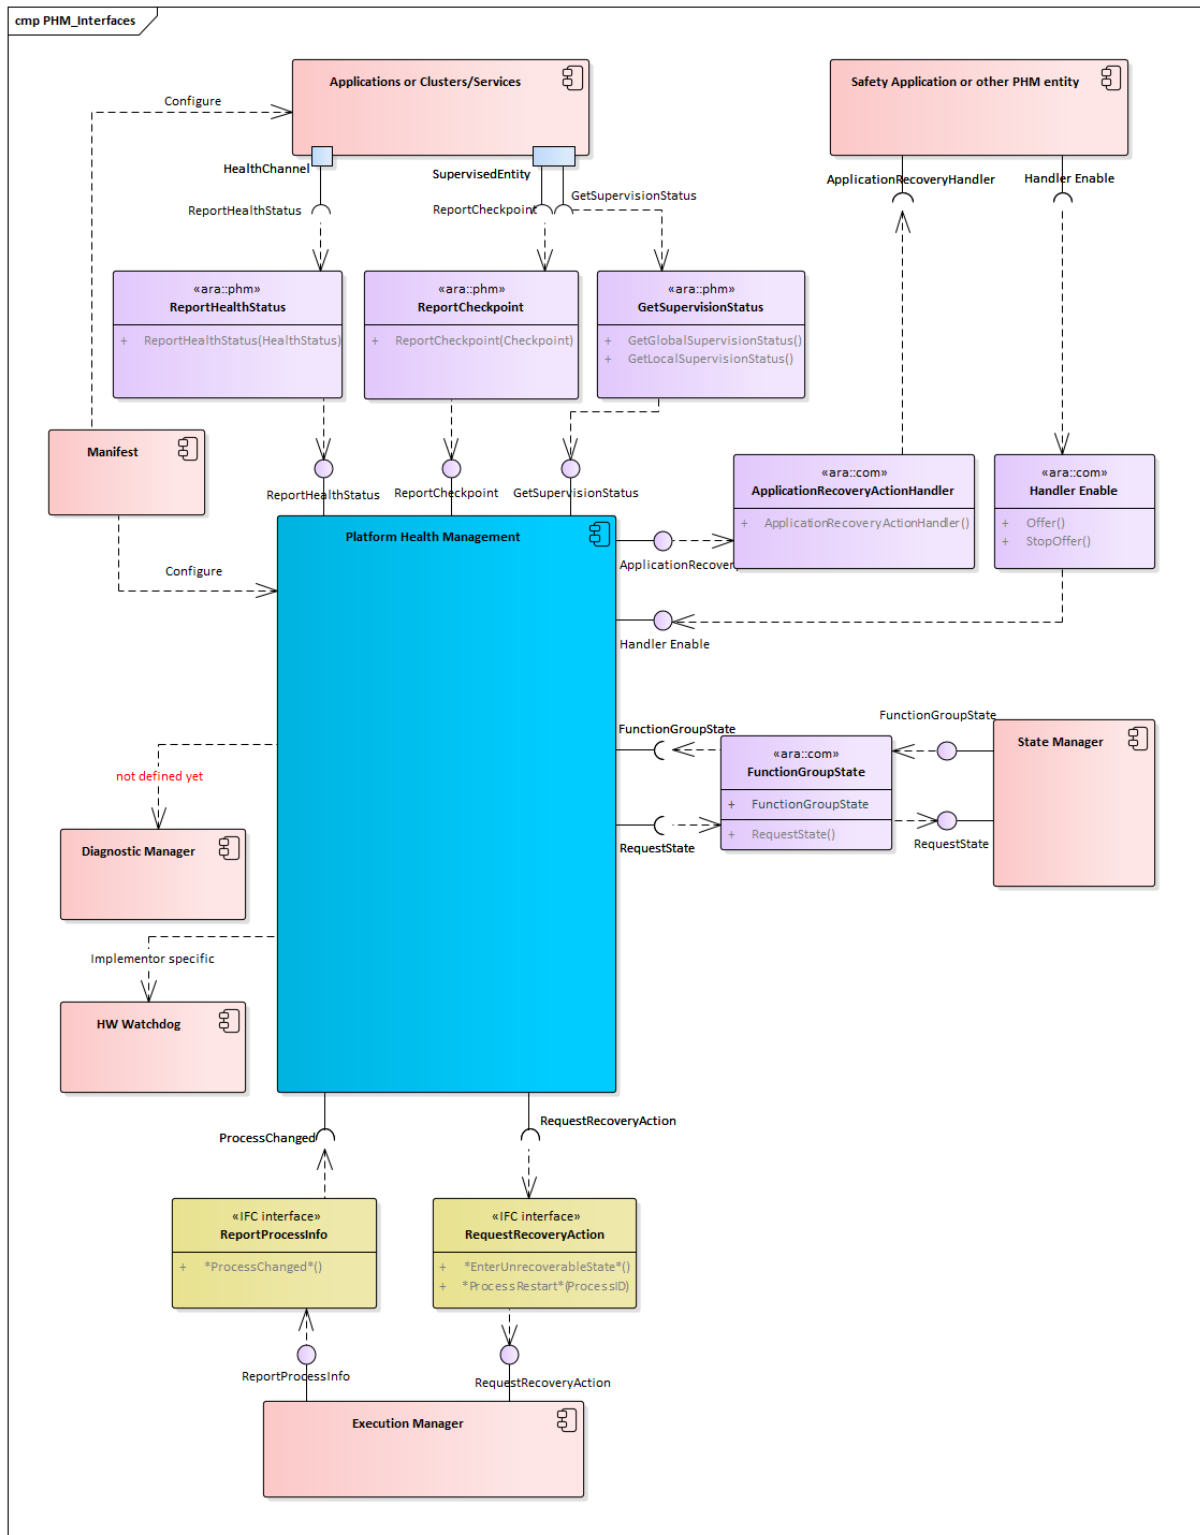 cmp PHM_Interfaces
Applications or Clusters/Services
Safety Application or other PHM entity
Configure
HealthChannel
SupervisedEntity
ApplicationRecoveryHandler
Handler Enable
GetSupervisionStatus
ReportHealthStatus
ReportCheckpoint
«ara::phm»
ReportHealthStatus
+ ReportHealthStatus(HealthStatus)
«ara::phm»
ReportCheckpoint
+ ReportCheckpoint(Checkpoint)
«ara::phm»
GetSupervisionStatus
+ GetGlobalSupervisionStatus()
+ GetLocalSupervisionStatus()
Manifest
«ara::com»
ApplicationRecoveryActionHandler
+ ApplicationRecoveryActionHandler()
«ara::com»
Handler Enable
+ Offer()
+ StopOffer()
ReportHealthStatus
ReportCheckpoint
GetSupervisionStatus
Platform Health Management
ApplicationRecovery
Configure
Handler Enable
FunctionGroupState
FunctionGroupState
State Manager
«ara::com»
FunctionGroupState
+ FunctionGroupState
+ RequestState()
RequestState
RequestState
not defined yet
Diagnostic Manager
Implementor specific
HW Watchdog
ProcessChanged
RequestRecoveryAction
«IFC interface»
ReportProcessInfo
+ *ProcessChanged*()
«IFC interface»
RequestRecoveryAction
+ *EnterUnrecoverableState*()
+ *ProcessRestart*(ProcessID)
ReportProcessInfo
RequestRecoveryAction
Execution Manager